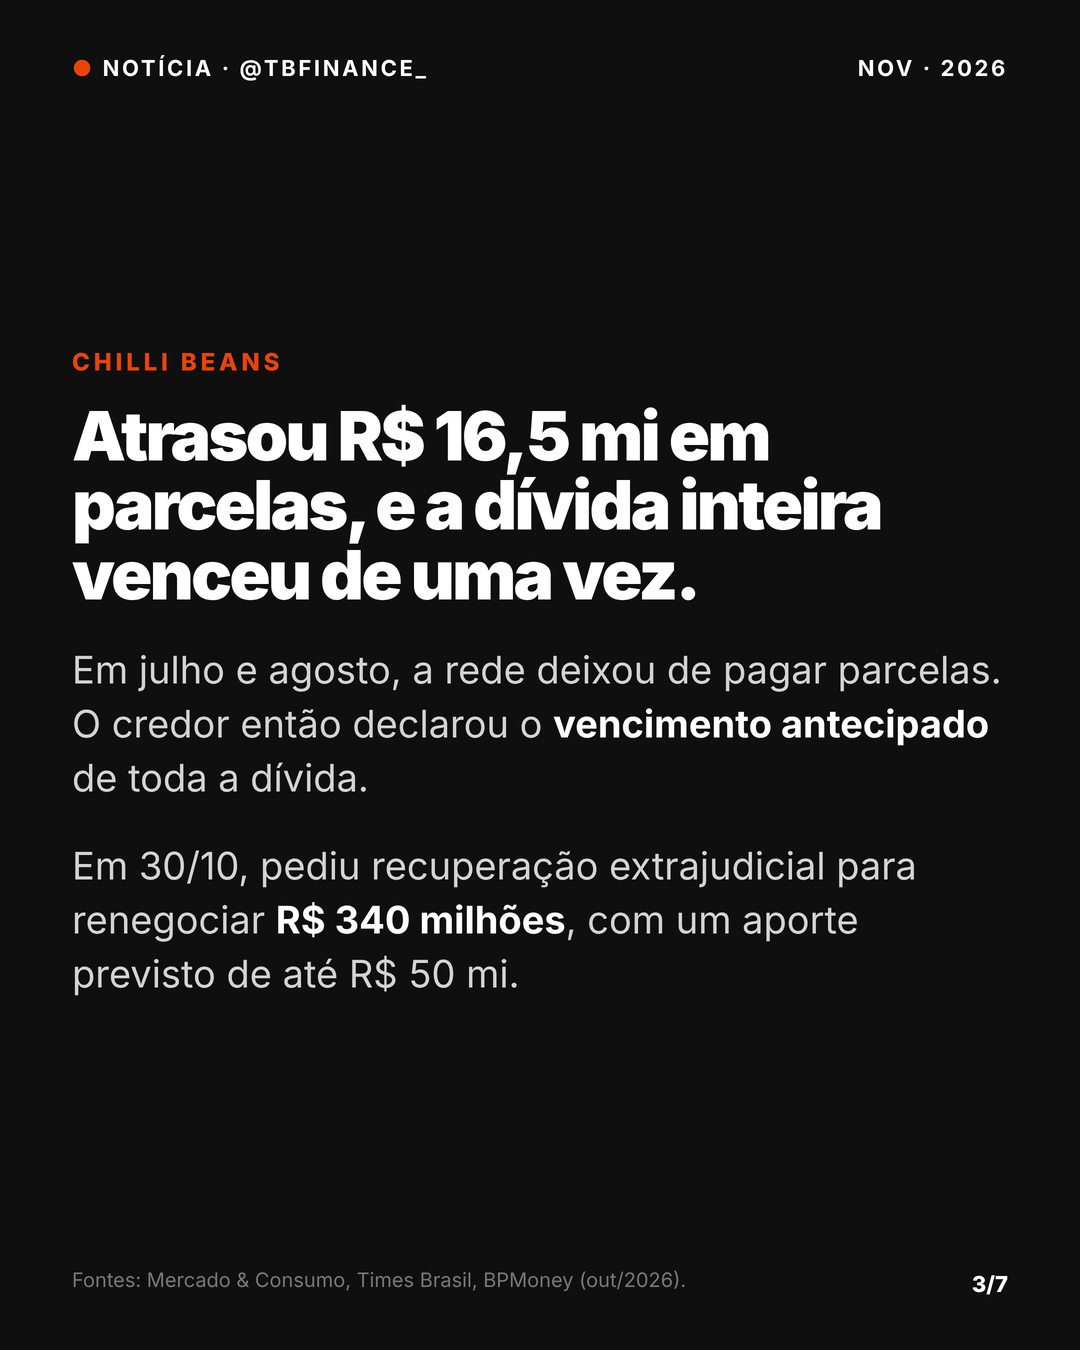 NOTÍCIA · @TBFINANCE_
NOV · 2026
CHILLI BEANS
Atrasou R$ 16,5 mi em
parcelas, e a dívida inteira
venceu de uma vez.
Em julho e agosto, a rede deixou de pagar parcelas.
O credor então declarou o vencimento antecipado
de toda a dívida.
Em 30/10, pediu recuperação extrajudicial para
renegociar R$ 340 milhões, com um aporte
previsto de até R$ 50 mi.
Fontes: Mercado & Consumo, Times Brasil, BPMoney (out/2026).
3/7